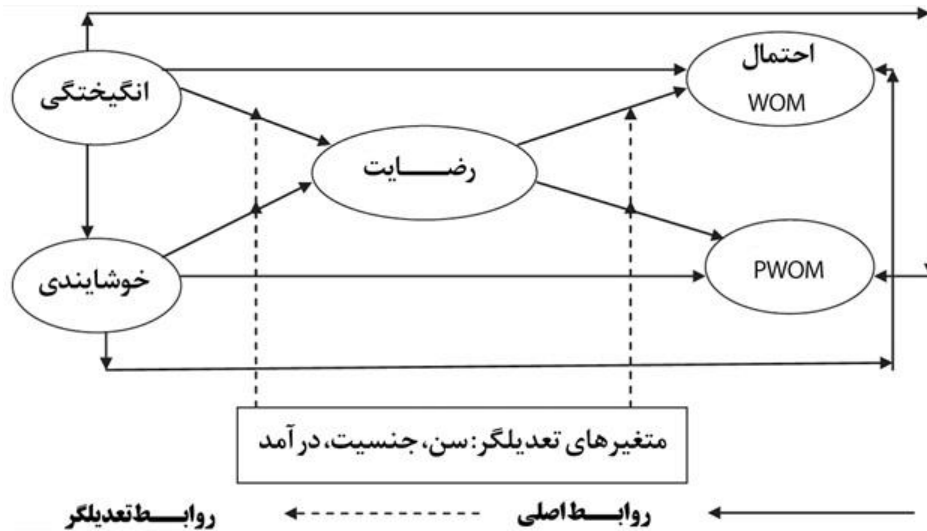 انگیختگی
احتمال
WOM
رضـــــایت
خوشایندی
PWOM
متغیرهای تعدیلگر: سن، جنسیت، درآمد
روابـــط اصلی
روابـــط تعدیلگر